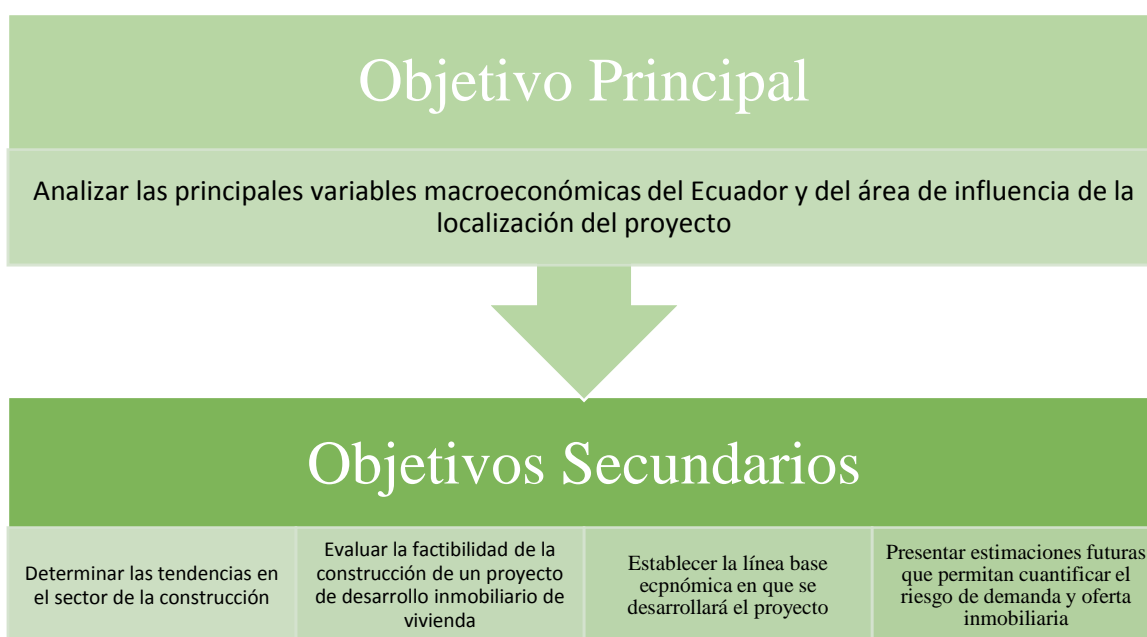 Objetivo Principal
Analizar las principales variables macroeconómicas del Ecuador y del área de influencia de la
localización del proyecto
Objetivos Secundarios
Determinar las tendencias en
el sector de la construcción
Evaluar la factibilidad de la
construcción de un proyecto
de desarrollo inmobiliario de
vivienda
Establecer la línea base
ecpnómica en que se
desarrollará el proyecto
Presentar estimaciones futuras
que permitan cuantificar el
riesgo de demanda y oferta
inmobiliaria